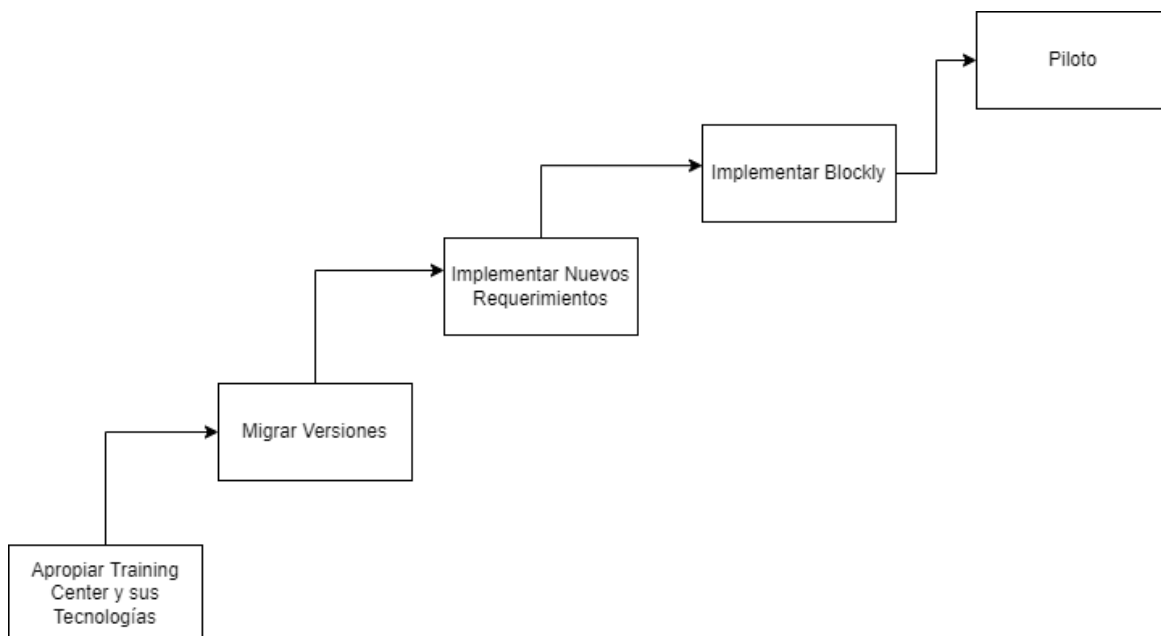 Piloto
Implementar Blockly
Implementar Nuevos
Requerimientos
Migrar Versiones
Apropiar Training
Center y sus
Tecnologías